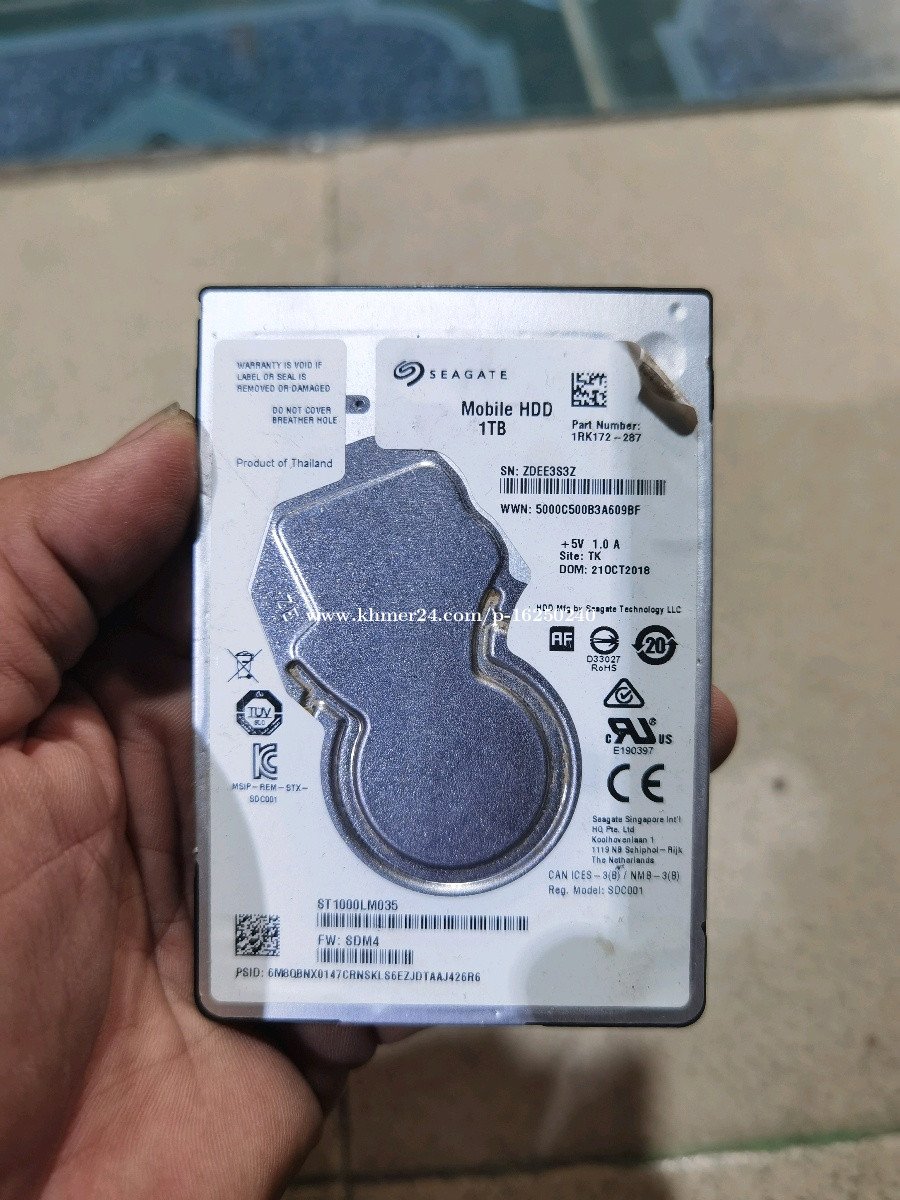 WARRANTY IS VOID IF
LABEL OR SEAL IS
REMOVED OR DAMAGED
DO NOT COVER
BREATHER HOLE
Product of Thailand
SEAGATE
Mobile HDD
1TB
Part Number:
1RK172-287
SN: ZDEE3S3Z
WWN: 5000C500B3A609BF
+5V 1.0 A
Site: TK
DOM: 21OCT2018
www.khmer24.com/p-16230240
HDD Mfg by Seagate Technology LLC
AF
D33027
RoHS
20
TUV
KC
MSIP-REM-STX-
SDC001
c RU US
E190397
CE
Seagate Singapore Int'l
HQ Pte. Ltd
Koolhovenlaan 1
1119 NB Schiphol-Rijk
The Netherlands
CAN ICES-3(B) / NMB-3(B)
Reg. Model: SDC001
ST1000LM035
FW: SDM4
PSID: 6M8QBNX0147CRNSKLS6EZJDTAAJ426R6